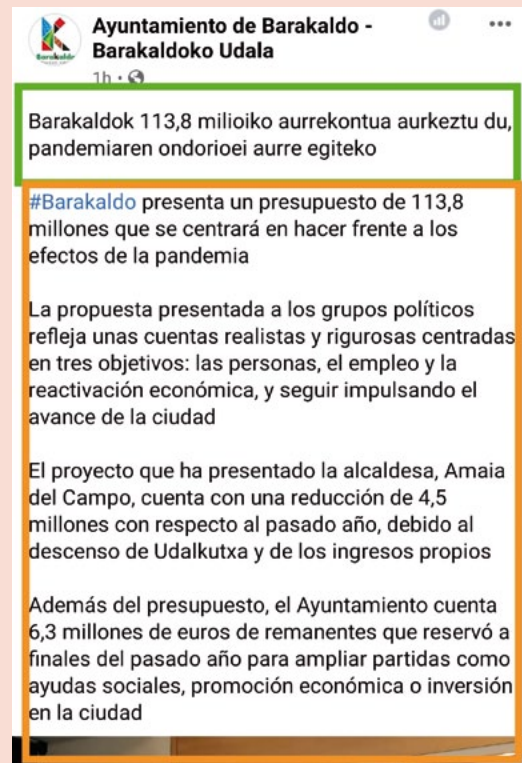 Ayuntamiento de Barakaldo -
Barakaldoko Udala
1h
Barakaldok 113,8 milioiko aurrekontua aurkeztu du,
pandemiaren ondorioei aurre egiteko
#Barakaldo presenta un presupuesto de 113,8
millones que se centrará en hacer frente a los
efectos de la pandemia
La propuesta presentada a los grupos políticos
refleja unas cuentas realistas y rigurosas centradas
en tres objetivos: las personas, el empleo y la
reactivación económica, y seguir impulsando el
avance de la ciudad
El proyecto que ha presentado la alcaldesa, Amaia
del Campo, cuenta con una reducción de 4,5
millones con respecto al pasado año, debido al
descenso de Udalkutxa y de los ingresos propios
Además del presupuesto, el Ayuntamiento cuenta
6,3 millones de euros de remanentes que reservó a
finales del pasado año para ampliar partidas como
ayudas sociales, promoción económica o inversión
en la ciudad